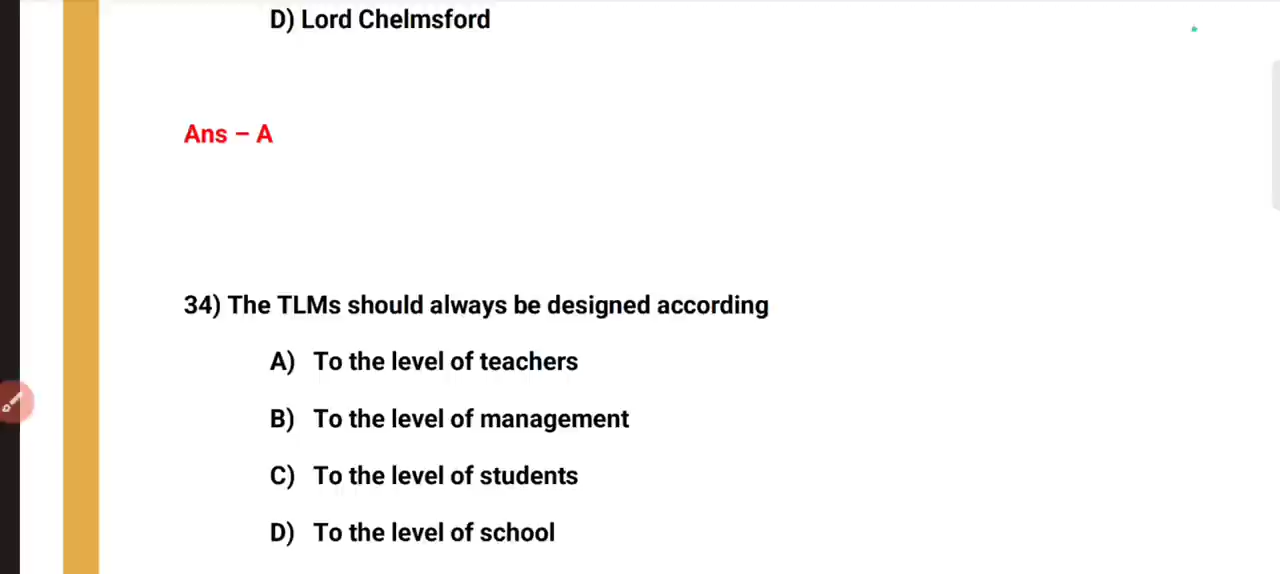 D) Lord Chelmsford
Ans – A
34) The TLMs should always be designed according
A) To the level of teachers
B) To the level of management
C) To the level of students
D) To the level of school